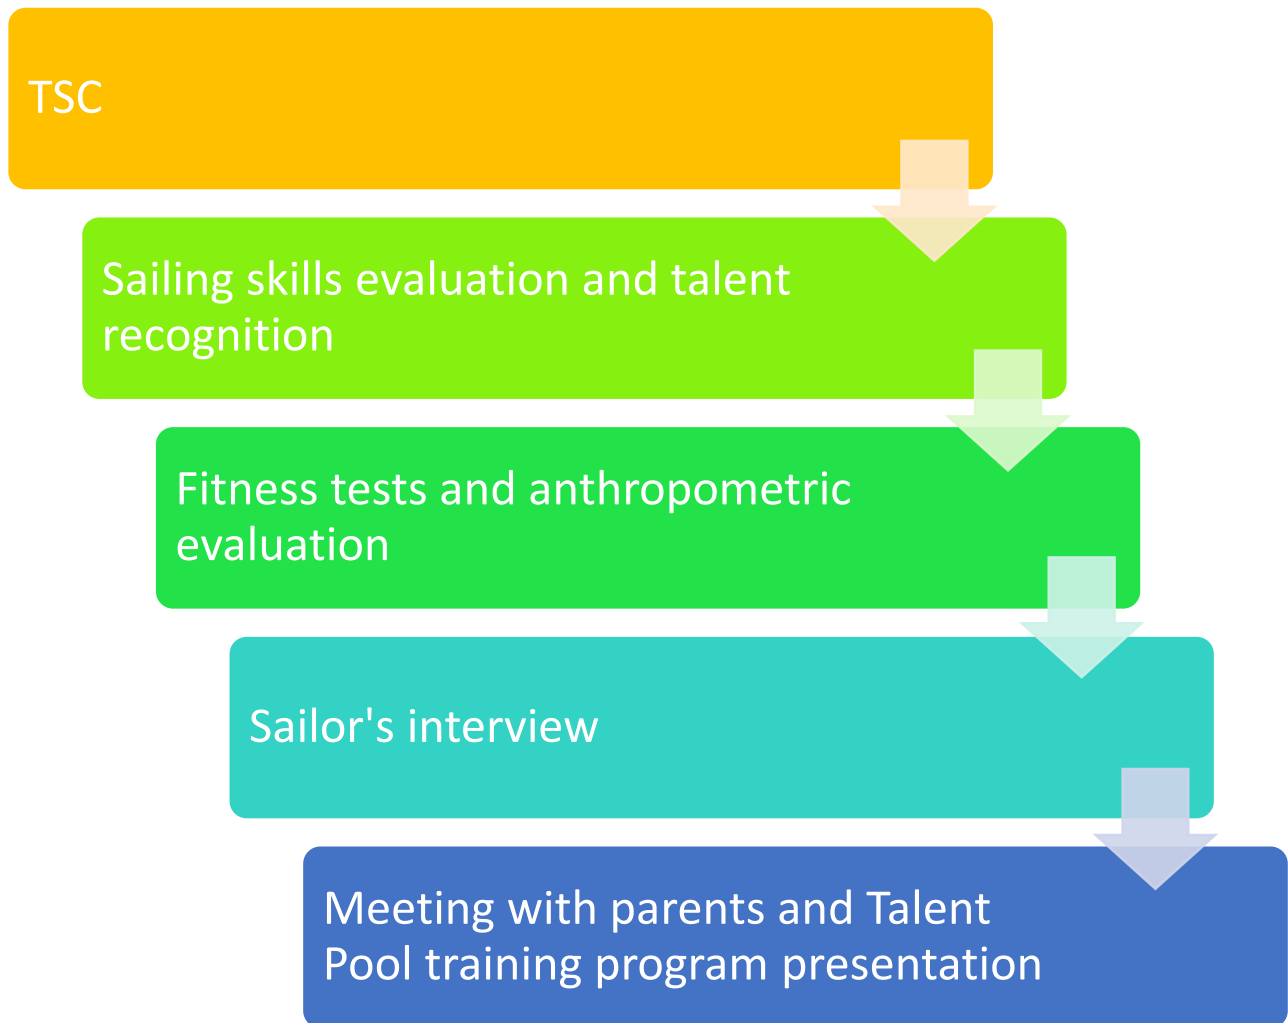 TSC
Sailing skills evaluation and talent
recognition
Fitness tests and anthropometric
evaluation
Sailor's interview
Meeting with parents and Talent
Pool training program presentation